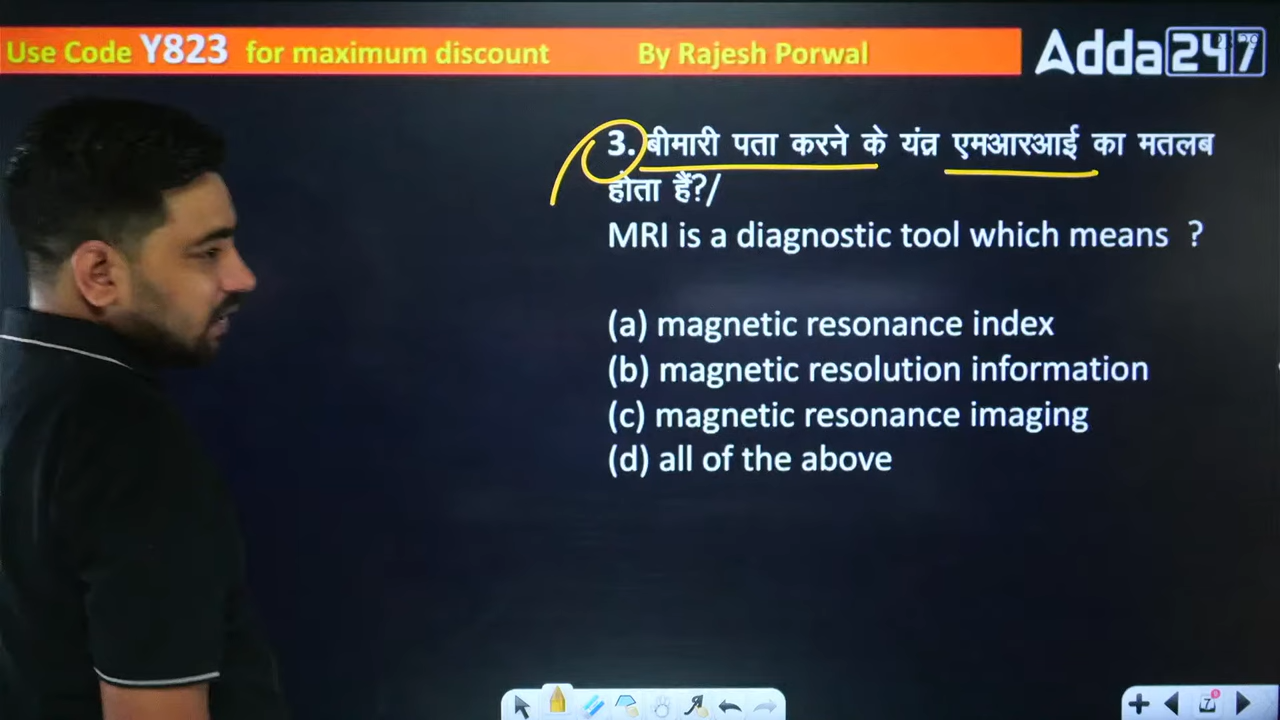 Use Code Y823 for maximum discount By Rajesh Porwal
Adda247
3. बीमारी पता करने के यंत्र एमआरआई का मतलब
होता हैं?/
MRI is a diagnostic tool which means ?
(a) magnetic resonance index
(b) magnetic resolution information
(c) magnetic resonance imaging
(d) all of the above